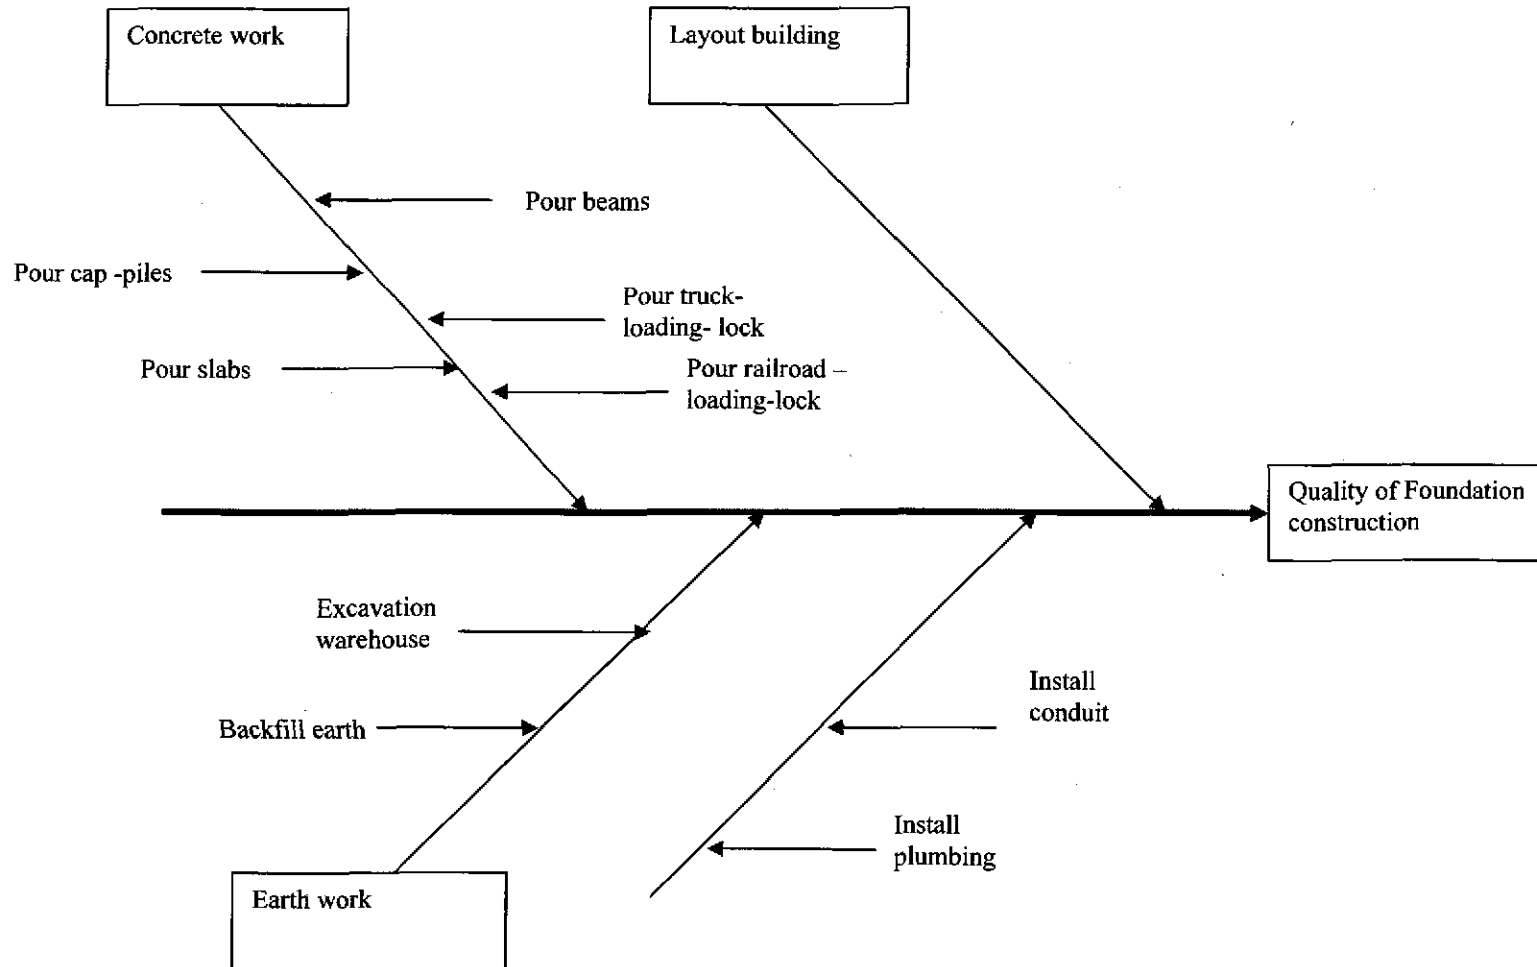 Concrete work
Layout building
Pour beams
Pour cap -piles
Pour truck-
loading- lock
Pour slabs
Pour railroad –
loading-lock
Quality of Foundation
construction
Excavation
warehouse
Install
conduit
Backfill earth
Install
plumbing
Earth work